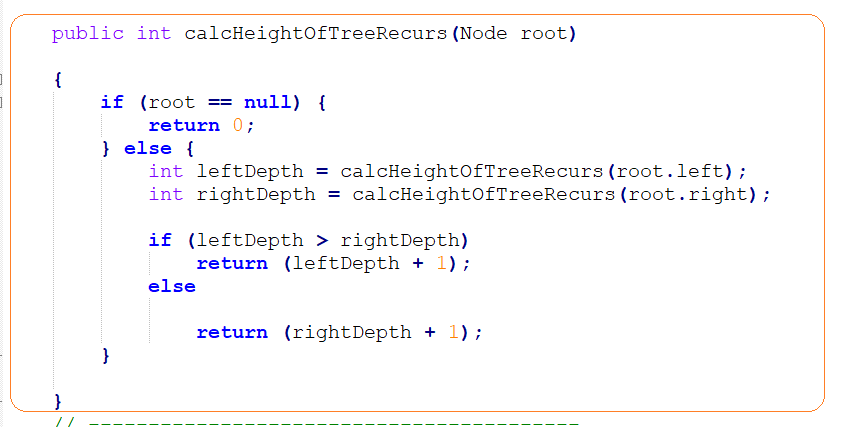 public int calcHeightOfTreeRecurs(Node root)
{
if (root == null) {
return 0;
} else {
int leftDepth = calcHeightOfTreeRecurs(root.left);
int rightDepth = calcHeightOfTreeRecurs(root.right);
if (leftDepth > rightDepth)
return (leftDepth + 1);
else
return (rightDepth + 1);
}
}
// -----------------------------------------